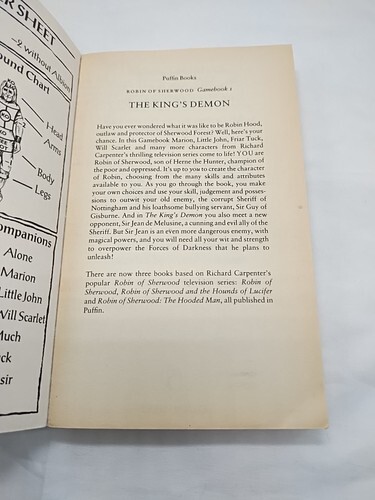 R SHEET
-2 without Albion
ound Chart
Head
Arms
Body
Legs
ompanions
Alone
Marion
Little John
Will Scarlet
Much
uck
sir
Puffin Books
ROBIN OF SHERWOOD Gamebook 1
THE KING'S DEMON
Have you ever wondered what it was like to be Robin Hood,
outlaw and protector of Sherwood Forest? Well, here's your
chance. In this Gamebook Marion, Little John, Friar Tuck,
Will Scarlet and many more characters from Richard
Carpenter's thrilling television series come to life! YOU are
Robin of Sherwood, son of Herne the Hunter, champion of
the poor and oppressed. It's up to you to create the character
of Robin, choosing from the many skills and attributes
available to you. As you go through the book, you make
your own choices and use your skill, judgement and posses-
sions to outwit your old enemy, the corrupt Sheriff of
Nottingham and his loathsome bullying servant, Sir Guy of
Gisburne. And in The King's Demon you also meet a new
opponent, Sir Jean de Melusine, a cunning and evil ally of the
Sheriff. But Sir Jean is an even more dangerous enemy, with
magical powers, and you will need all your wit and strength
to overpower the Forces of Darkness that he plans to
unleash!
There are now three books based on Richard Carpenter's
popular Robin of Sherwood television series: Robin of
Sherwood, Robin of Sherwood and the Hounds of Lucifer
and Robin of Sherwood: The Hooded Man, all published in
Puffin.